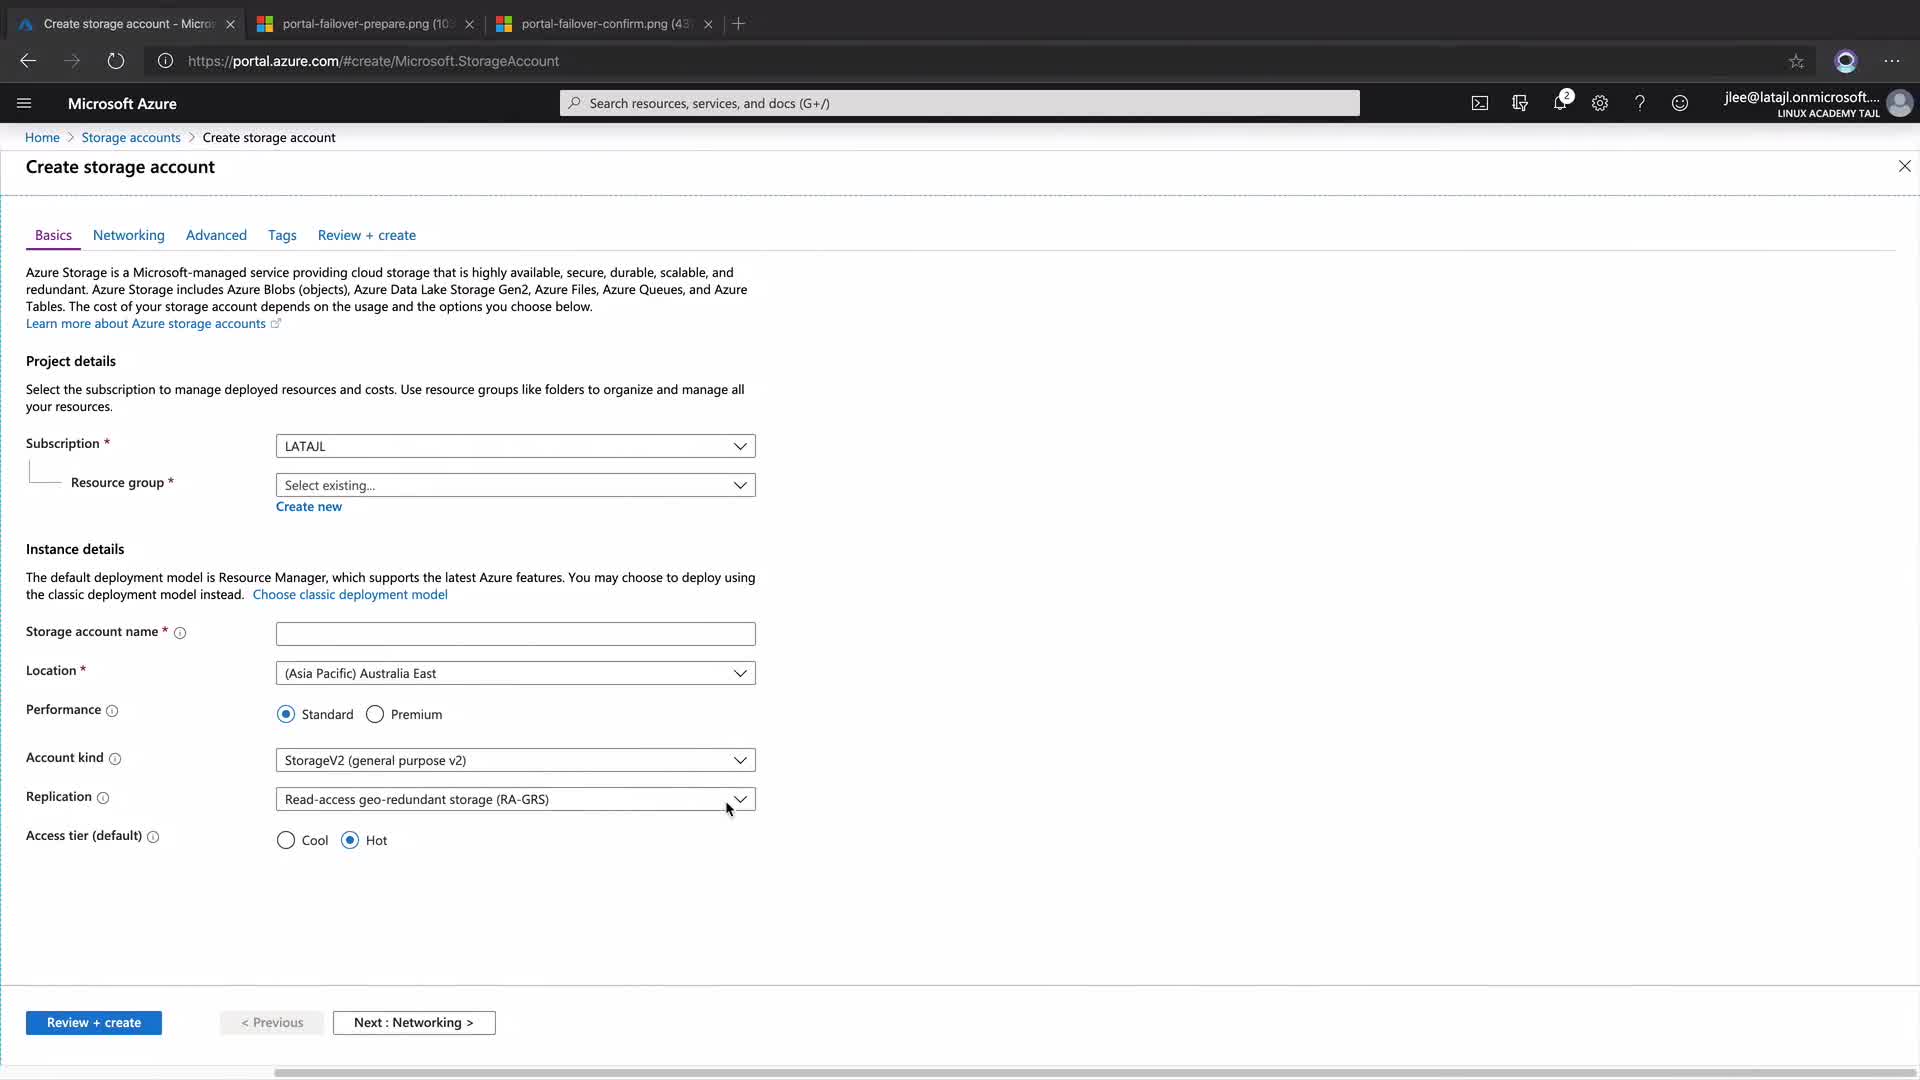 Create storage account - Micros
portal-failover-prepare.png (10
portal-failover-confirm.png (43
https://portal.azure.com/#create/Microsoft.StorageAccount
Microsoft Azure
Search resources, services, and docs (G+/)
2
jlee@latajl.onmicrosoft....
LINUX ACADEMY TAJL
Home > Storage accounts > Create storage account
Create storage account
Basics Networking Advanced Tags Review + create
Azure Storage is a Microsoft-managed service providing cloud storage that is highly available, secure, durable, scalable, and
redundant. Azure Storage includes Azure Blobs (objects), Azure Data Lake Storage Gen2, Azure Files, Azure Queues, and Azure
Tables. The cost of your storage account depends on the usage and the options you choose below.
Learn more about Azure storage accounts
Project details
Select the subscription to manage deployed resources and costs. Use resource groups like folders to organize and manage all
your resources.
Subscription *
LATAJL
Resource group *
Select existing...
Create new
Instance details
The default deployment model is Resource Manager, which supports the latest Azure features. You may choose to deploy using
the classic deployment model instead. Choose classic deployment model
Storage account name *
Location *
(Asia Pacific) Australia East
Performance
Standard Premium
Account kind
StorageV2 (general purpose v2)
Replication
Read-access geo-redundant storage (RA-GRS)
Access tier (default)
Cool Hot
Review + create
< Previous
Next : Networking >